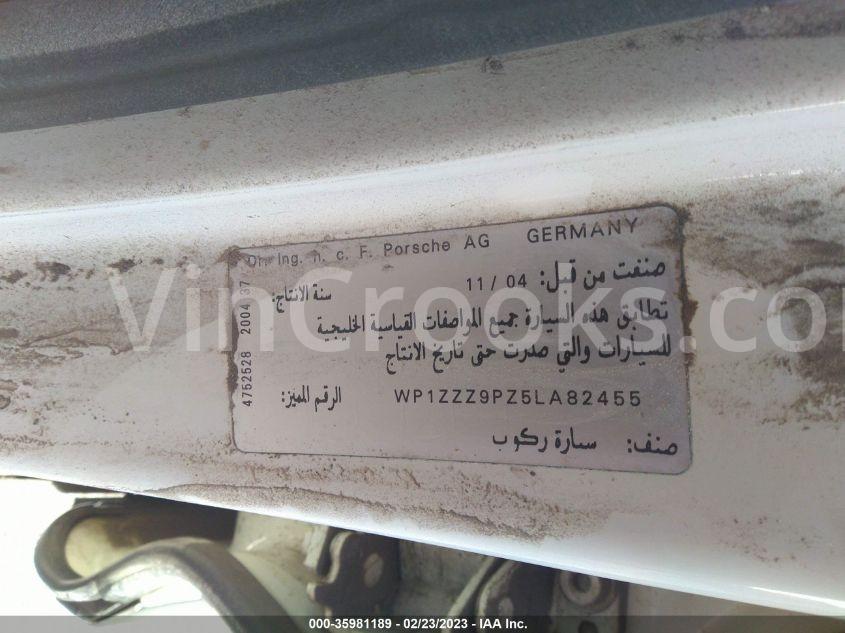 Dr. Ing. h. c. F. Porsche AG GERMANY
صنفت من قبل: 11 / 04 سنة الانتاج:
تطابق هذه السيارة جميع المواصفات القياسية الخليجية
للسيارات والتي صدرت حتى تاريخ الانتاج
الرقم المميز: WP1ZZZ9PZ5LA82455
صنف: سيارة ركوب
4752528 2004 37
VinCrooks.com
000-35981189 - 02/23/2023 - IAA Inc.